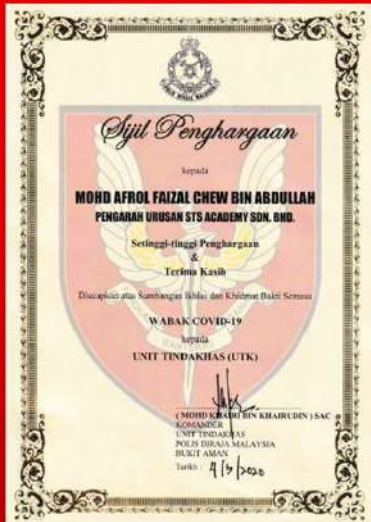 Sijil Penghargaan
kepada
MOHD AFROL FAIZAL CHEW BIN ABDULLAH
PENGARAH URUSAN STS ACADEMY SDN. BHD.
Setinggi-tinggi Penghargaan
&
Terima Kasih
Diucapkan atas Sumbangan Ikhlas dan Khidmat Bakti Semasa
WABAK COVID-19
kepada
UNIT TINDAKHAS (UTK)
( MOHD KHAIRI BIN KHAIRUDIN ) SAC
KOMANDER
UNIT TINDAKHAS
POLIS DIRAJA MALAYSIA
BUKIT AMAN
Tarikh : 4/5/2020